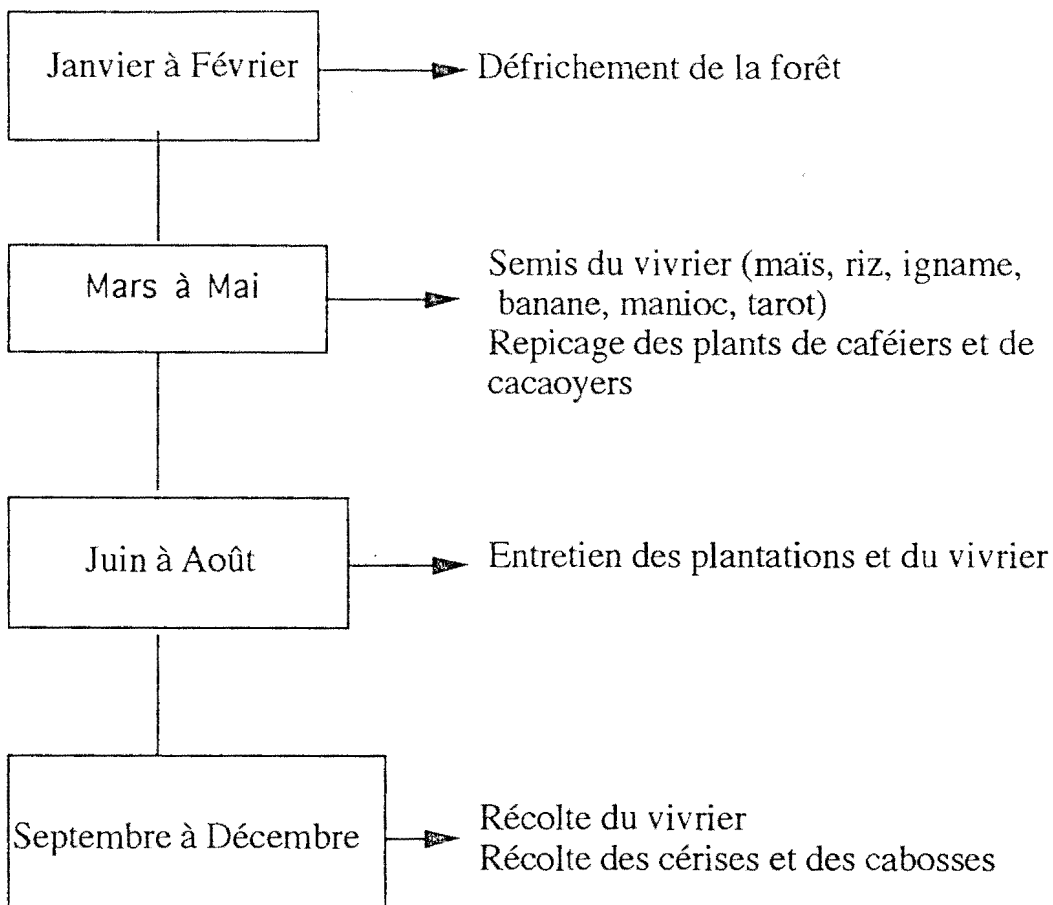 Janvier à Février
Défrichement de la forêt
Mars à Mai
Semis du vivrier (maïs, riz, igname,
banane, manioc, tarot)
Repicage des plants de caféiers et de
cacaoyers
Juin à Août
Entretien des plantations et du vivrier
Septembre à Décembre
Récolte du vivrier
Récolte des cérises et des cabosses